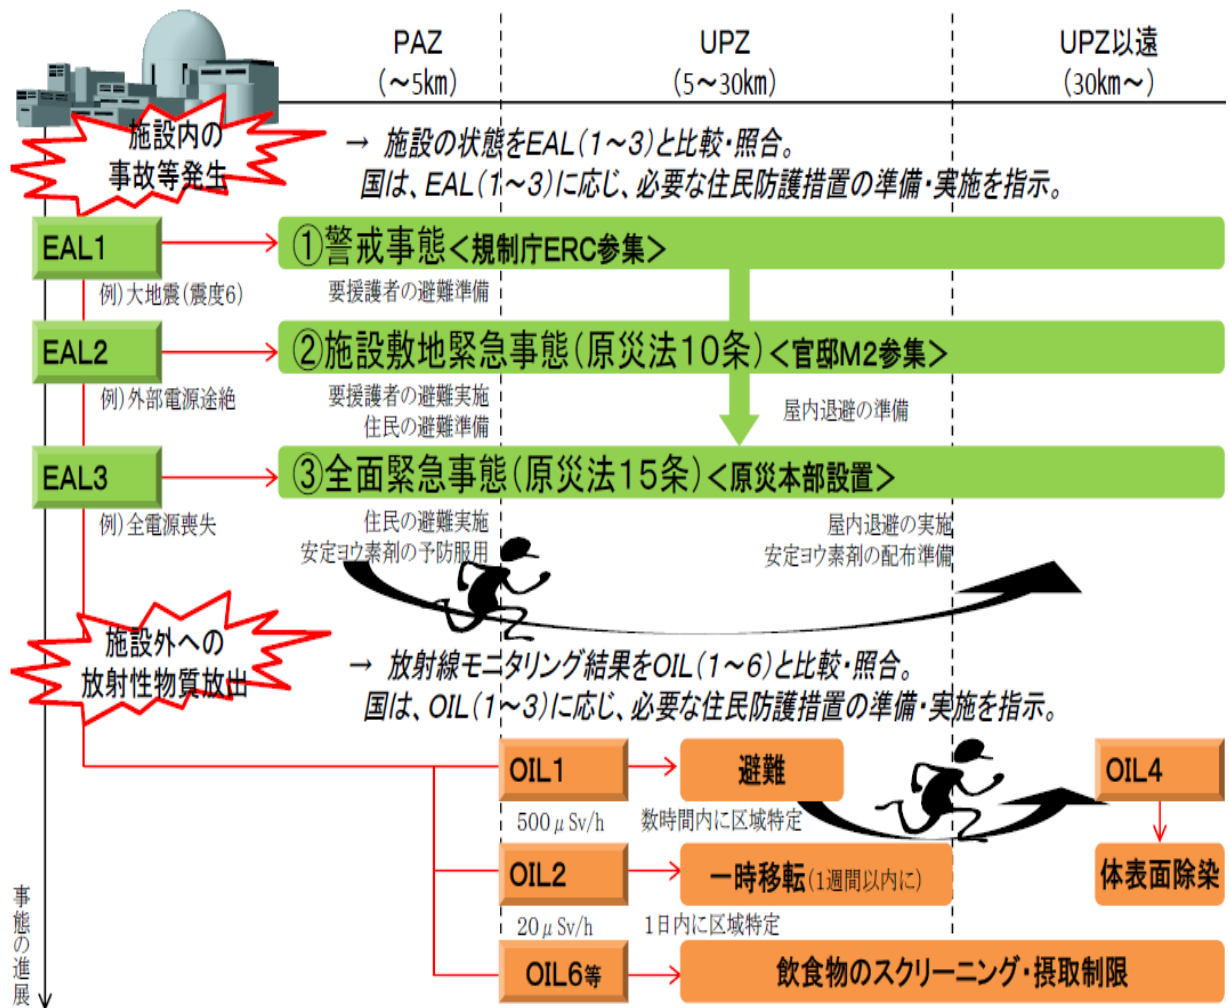 PAZ
(～5km)
UPZ
(5～30km)
UPZ以遠
(30km～)
施設内の
事故等発生
→ 施設の状態をEAL(1～3)と比較・照合。
国は、EAL(1～3)に応じ、必要な住民防護措置の準備・実施を指示。
EAL1
①警戒事態<規制庁ERC参集>
例)大地震(震度6)
要援護者の避難準備
EAL2
②施設敷地緊急事態(原災法10条)<官邸M2参集>
例)外部電源途絶
要援護者の避難実施
住民の避難準備
屋内退避の準備
EAL3
③全面緊急事態(原災法15条)<原災本部設置>
例)全電源喪失
住民の避難実施
安定ヨウ素剤の予防服用
屋内退避の実施
安定ヨウ素剤の配布準備
施設外への
放射性物質放出
→ 放射線モニタリング結果をOIL(1～6)と比較・照合。
国は、OIL(1～3)に応じ、必要な住民防護措置の準備・実施を指示。
OIL1
避難
OIL4
500μSv/h
数時間内に区域特定
OIL2
一時移転(1週間以内に)
体表面除染
20μSv/h
1日内に区域特定
OIL6等
飲食物のスクリーニング・摂取制限
事態の進展